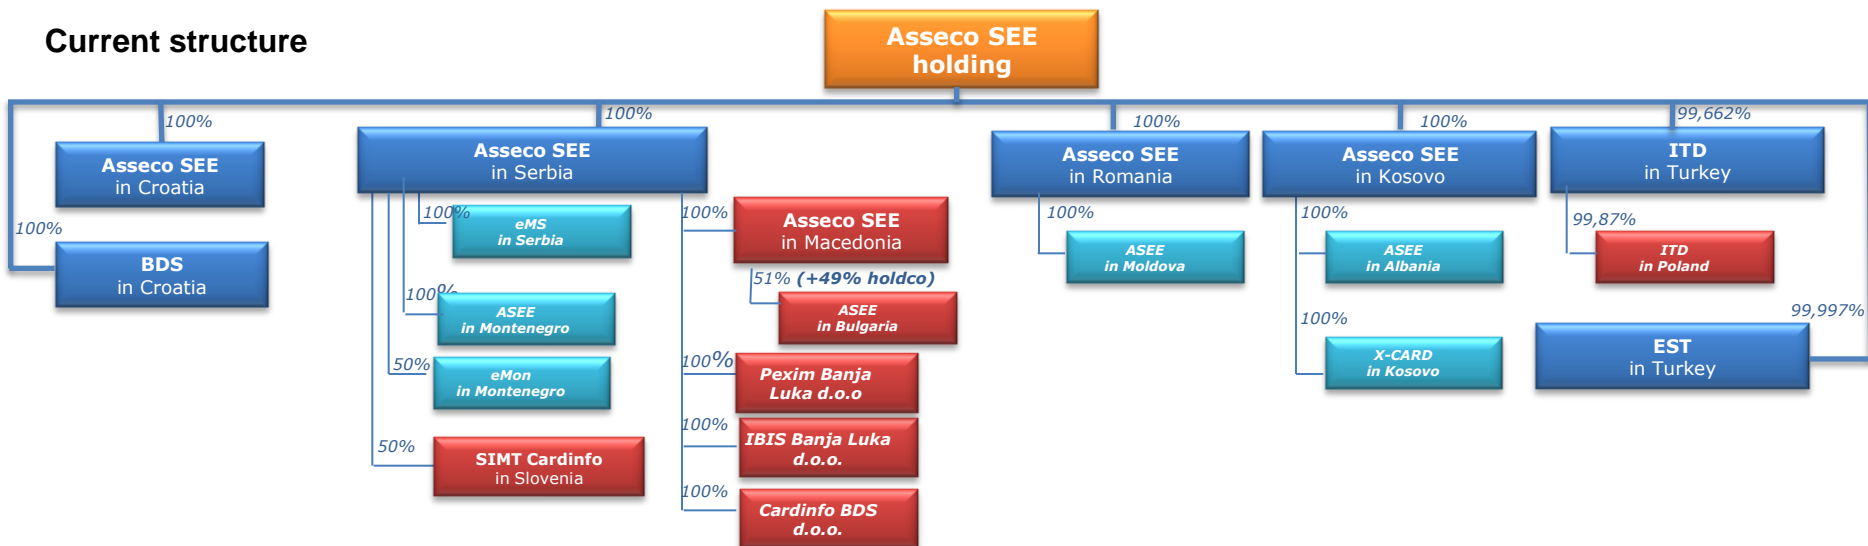 Current structure
Asseco SEE
holding
100%
Asseco SEE
in Croatia
100%
BDS
in Croatia
100%
Asseco SEE
in Serbia
100%
eMS
in Serbia
100%
ASEE
in Montenegro
50%
eMon
in Montenegro
50%
SIMT Cardinfo
in Slovenia
100%
Asseco SEE
in Macedonia
51% (+49% holdco)
ASEE
in Bulgaria
100%
Pexim Banja
Luka d.o.o
100%
IBIS Banja Luka
d.o.o.
100%
Cardinfo BDS
d.o.o.
100%
Asseco SEE
in Romania
100%
ASEE
in Moldova
100%
Asseco SEE
in Kosovo
100%
ASEE
in Albania
100%
X-CARD
in Kosovo
99,662%
ITD
in Turkey
99,87%
ITD
in Poland
99,997%
EST
in Turkey